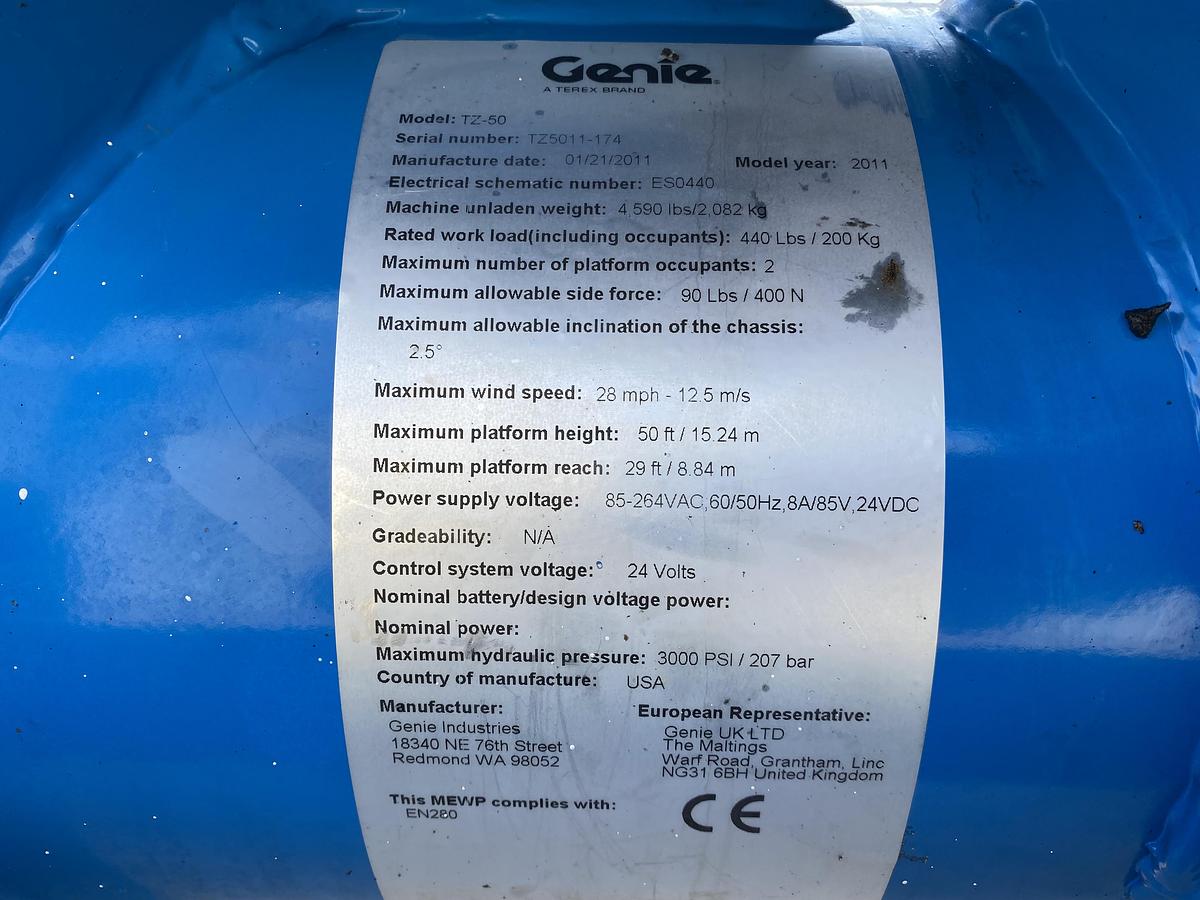 Genie
A TEREX BRAND
Model: TZ-50
Serial number: TZ5011-174
Manufacture date: 01/21/2011 Model year: 2011
Electrical schematic number: ES0440
Machine unladen weight: 4,590 lbs/2,082 kg
Rated work load(including occupants): 440 Lbs / 200 Kg
Maximum number of platform occupants: 2
Maximum allowable side force: 90 Lbs / 400 N
Maximum allowable inclination of the chassis:
2.5°
Maximum wind speed: 28 mph - 12.5 m/s
Maximum platform height: 50 ft / 15.24 m
Maximum platform reach: 29 ft / 8.84 m
Power supply voltage: 85-264VAC,60/50Hz,8A/85V,24VDC
Gradeability: N/A
Control system voltage: 24 Volts
Nominal battery/design voltage power:
Nominal power:
Maximum hydraulic pressure: 3000 PSI / 207 bar
Country of manufacture: USA
Manufacturer:
Genie Industries
18340 NE 76th Street
Redmond WA 98052
European Representative:
Genie UK LTD
The Maltings
Warf Road, Grantham, Linc
NG31 6BH United Kingdom
This MEWP complies with:
EN280
CE